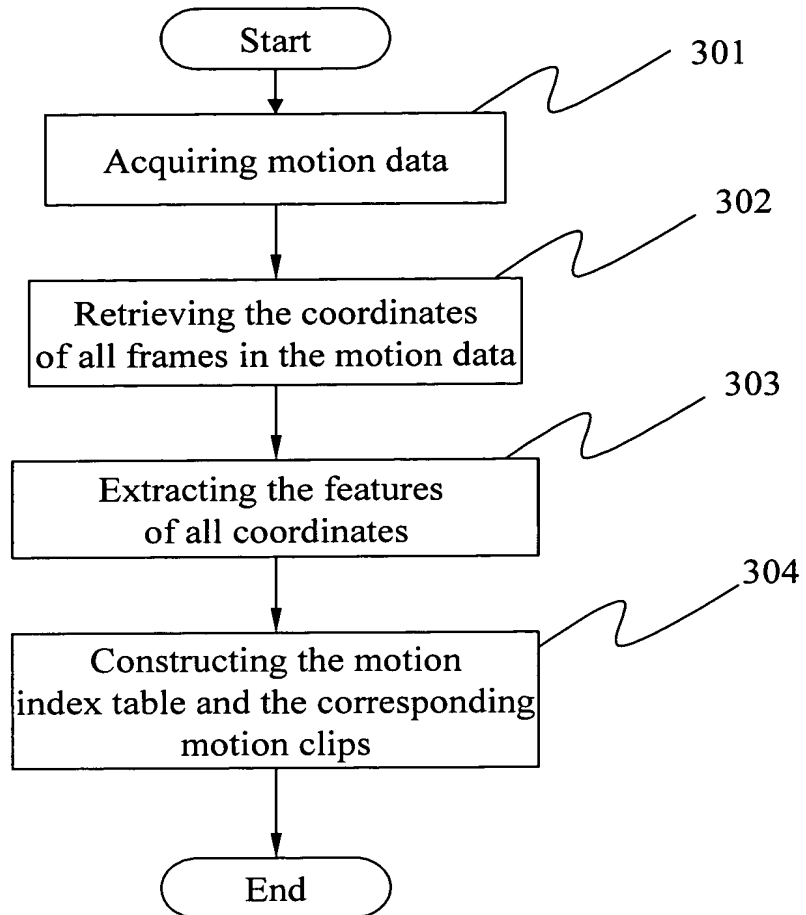 Start
301
Acquiring motion data
302
Retrieving the coordinates
of all frames in the motion data
303
Extracting the features
of all coordinates
304
Constructing the motion
index table and the corresponding
motion clips
End